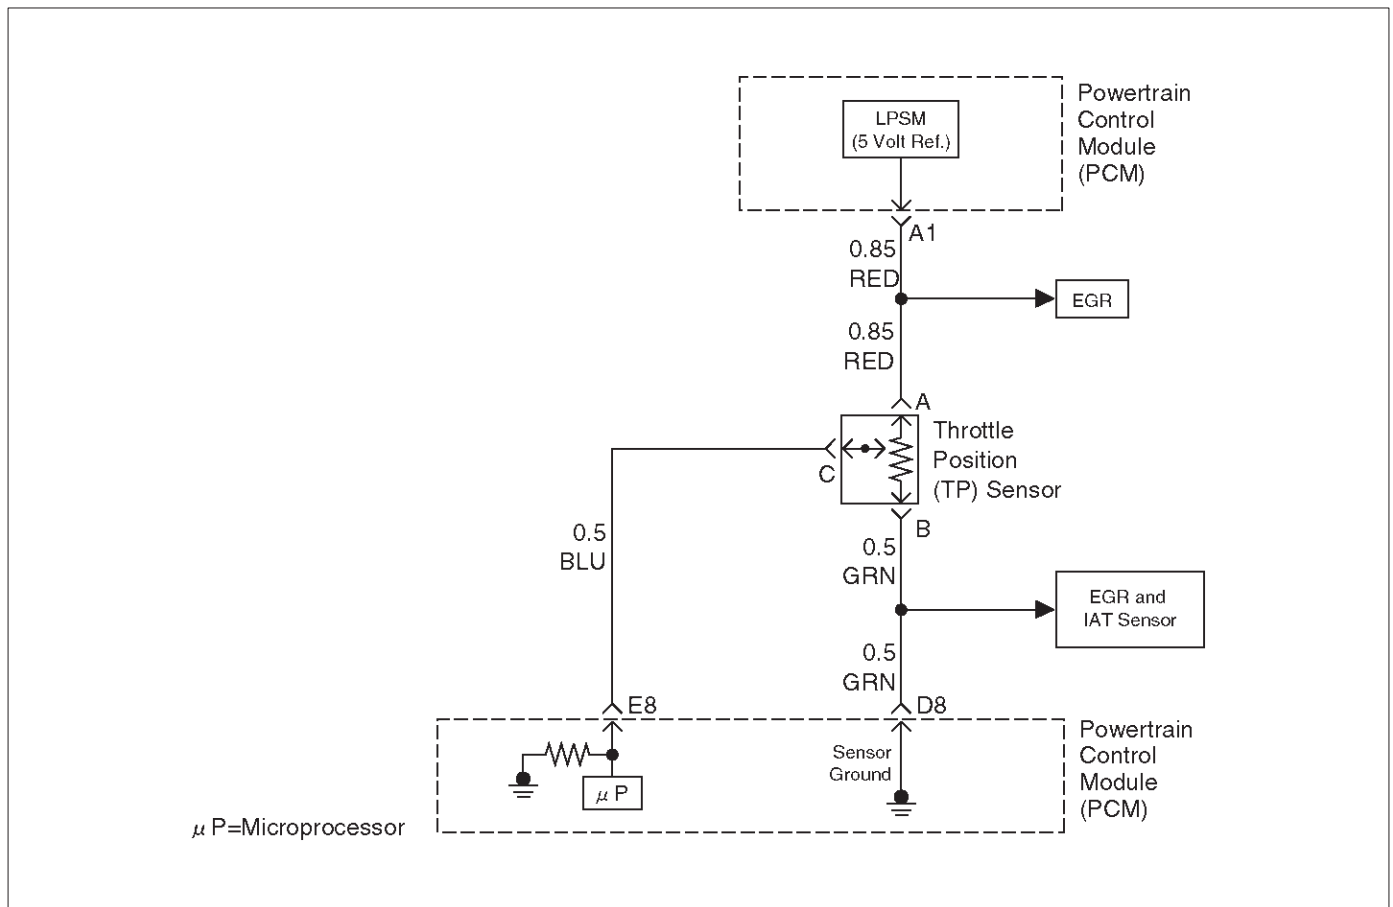 LPSM
(5 Volt Ref.)
Powertrain
Control
Module
(PCM)
A1
0.85
RED
EGR
0.85
RED
A
Throttle
Position
(TP) Sensor
C
B
0.5
BLU
0.5
GRN
EGR and
IAT Sensor
0.5
GRN
E8
D8
Sensor
Ground
μ P
Powertrain
Control
Module
(PCM)
μ P=Microprocessor